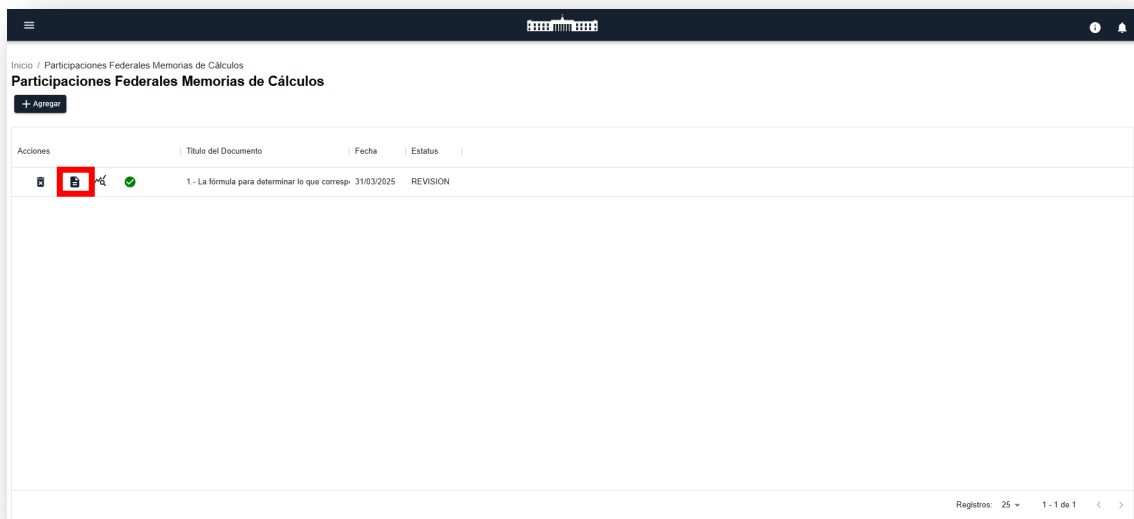 Inicio / Participaciones Federales Memorias de Cálculos
Participaciones Federales Memorias de Cálculos
+ Agregar
Acciones Título del Documento Fecha Estatus
1.- La fórmula para determinar lo que corresp 31/03/2025 REVISION
Registros: 25 1 - 1 de 1